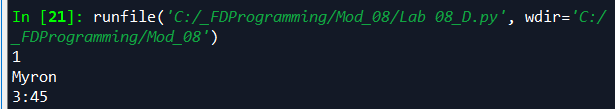 In [21]: runfile('C:/_FDProgramming/Mod_08/Lab 08_D.py', wdir='C:/
_FDProgramming/Mod_08')
1
Myron
3:45